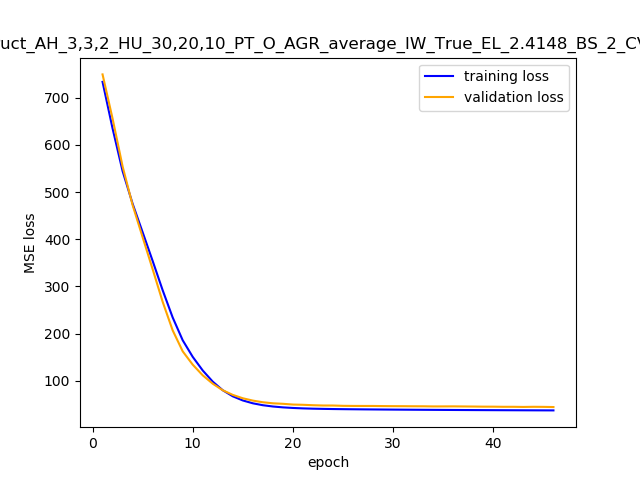 uct_AH_3,3,2_HU_30,20,10_PT_O_AGR_average_IW_True_EL_2.4148_BS_2_CV
training loss
validation loss
700
600
500
400
300
200
100
MSE loss
0 10 20 30 40
epoch